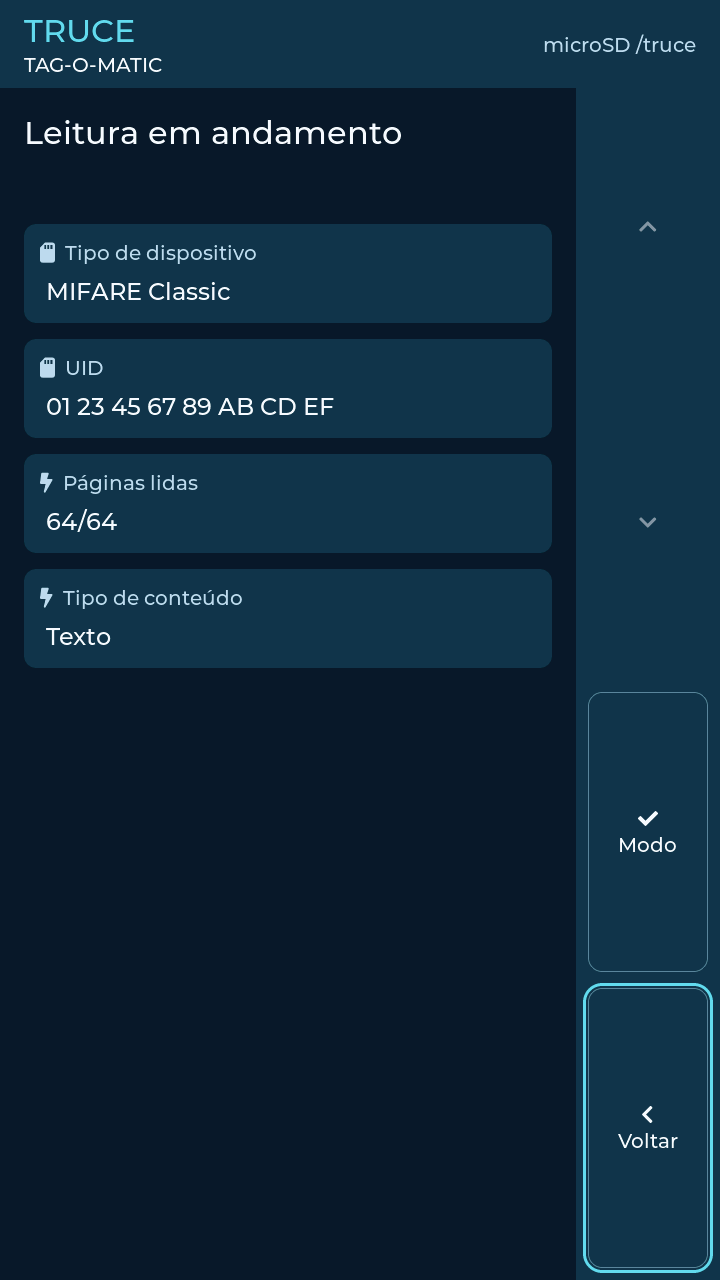 TRUCE
TAG-O-MATIC
microSD /truce
Leitura em andamento
Tipo de dispositivo
MIFARE Classic
UID
01 23 45 67 89 AB CD EF
Páginas lidas
64/64
Tipo de conteúdo
Texto
Modo
Voltar